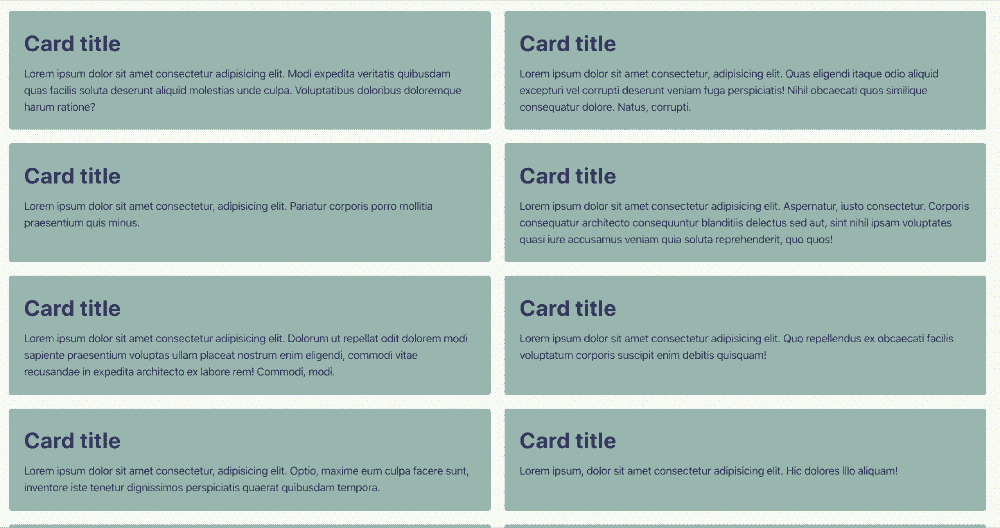 Card title
Lorem ipsum dolor sit amet consectetur adipisicing elit. Modi expedita veritatis quibusdam
quas facilis soluta deserunt aliquid molestias unde culpa. Voluptatibus doloribus doloremque
harum ratione?
Card title
Lorem ipsum dolor sit amet consectetur, adipisicing elit. Quas eligendi itaque odio aliquid
excepturi vel corrupti deserunt veniam fuga perspiciatis! Nihil obcaecati quos similique
consequatur dolore. Natus, corrupti.
Card title
Lorem ipsum dolor sit amet consectetur, adipisicing elit. Pariatur corporis porro mollitia
praesentium quis minus.
Card title
Lorem ipsum dolor sit amet consectetur adipisicing elit. Aspernatur, iusto consectetur. Corporis
consequatur architecto consequuntur blanditiis delectus sed aut, sint nihil ipsam voluptates
quasi iure accusamus veniam quia soluta reprehenderit, quo quos!
Card title
Lorem ipsum dolor sit amet consectetur adipisicing elit. Dolorum ut repellat odit dolorem modi
sapiente praesentium voluptas ullam placeat nostrum enim eligendi, commodi vitae
recusandae in expedita architecto ex labore rem! Commodi, modi.
Card title
Lorem ipsum dolor sit amet consectetur adipisicing elit. Quo repellendus ex obcaecati facilis
voluptatum corporis suscipit enim debitis quisquam!
Card title
Lorem ipsum dolor sit amet consectetur, adipisicing elit. Optio, maxime eum culpa facere sunt,
inventore iste tenetur dignissimos perspiciatis quaerat quibusdam tempora.
Card title
Lorem ipsum, dolor sit amet consectetur adipisicing elit. Hic dolores illo aliquam!